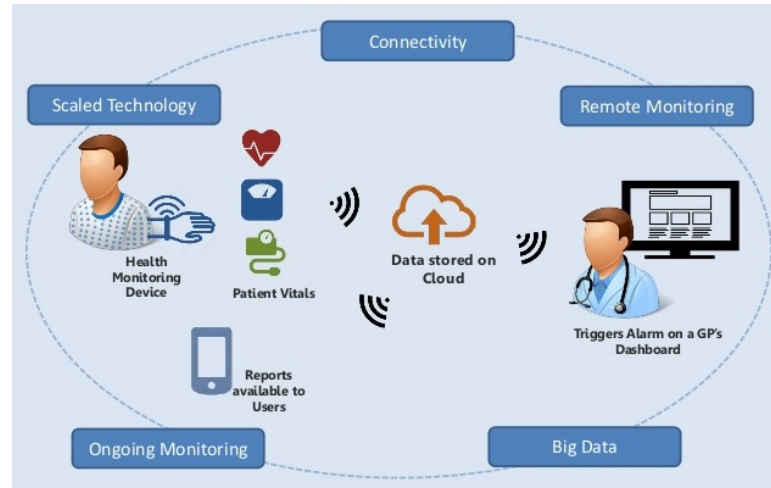 Connectivity
Scaled Technology
Remote Monitoring
Health
Monitoring
Device
Patient Vitals
Data stored on
Cloud
Triggers Alarm on a GP's
Dashboard
Reports
available to
Users
Ongoing Monitoring
Big Data